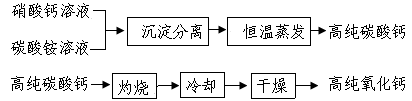 硝酸钙溶液
碳酸铵溶液
沉淀分离
恒温蒸发
高纯碳酸钙
高纯碳酸钙
灼烧
冷却
干燥
高纯氧化钙